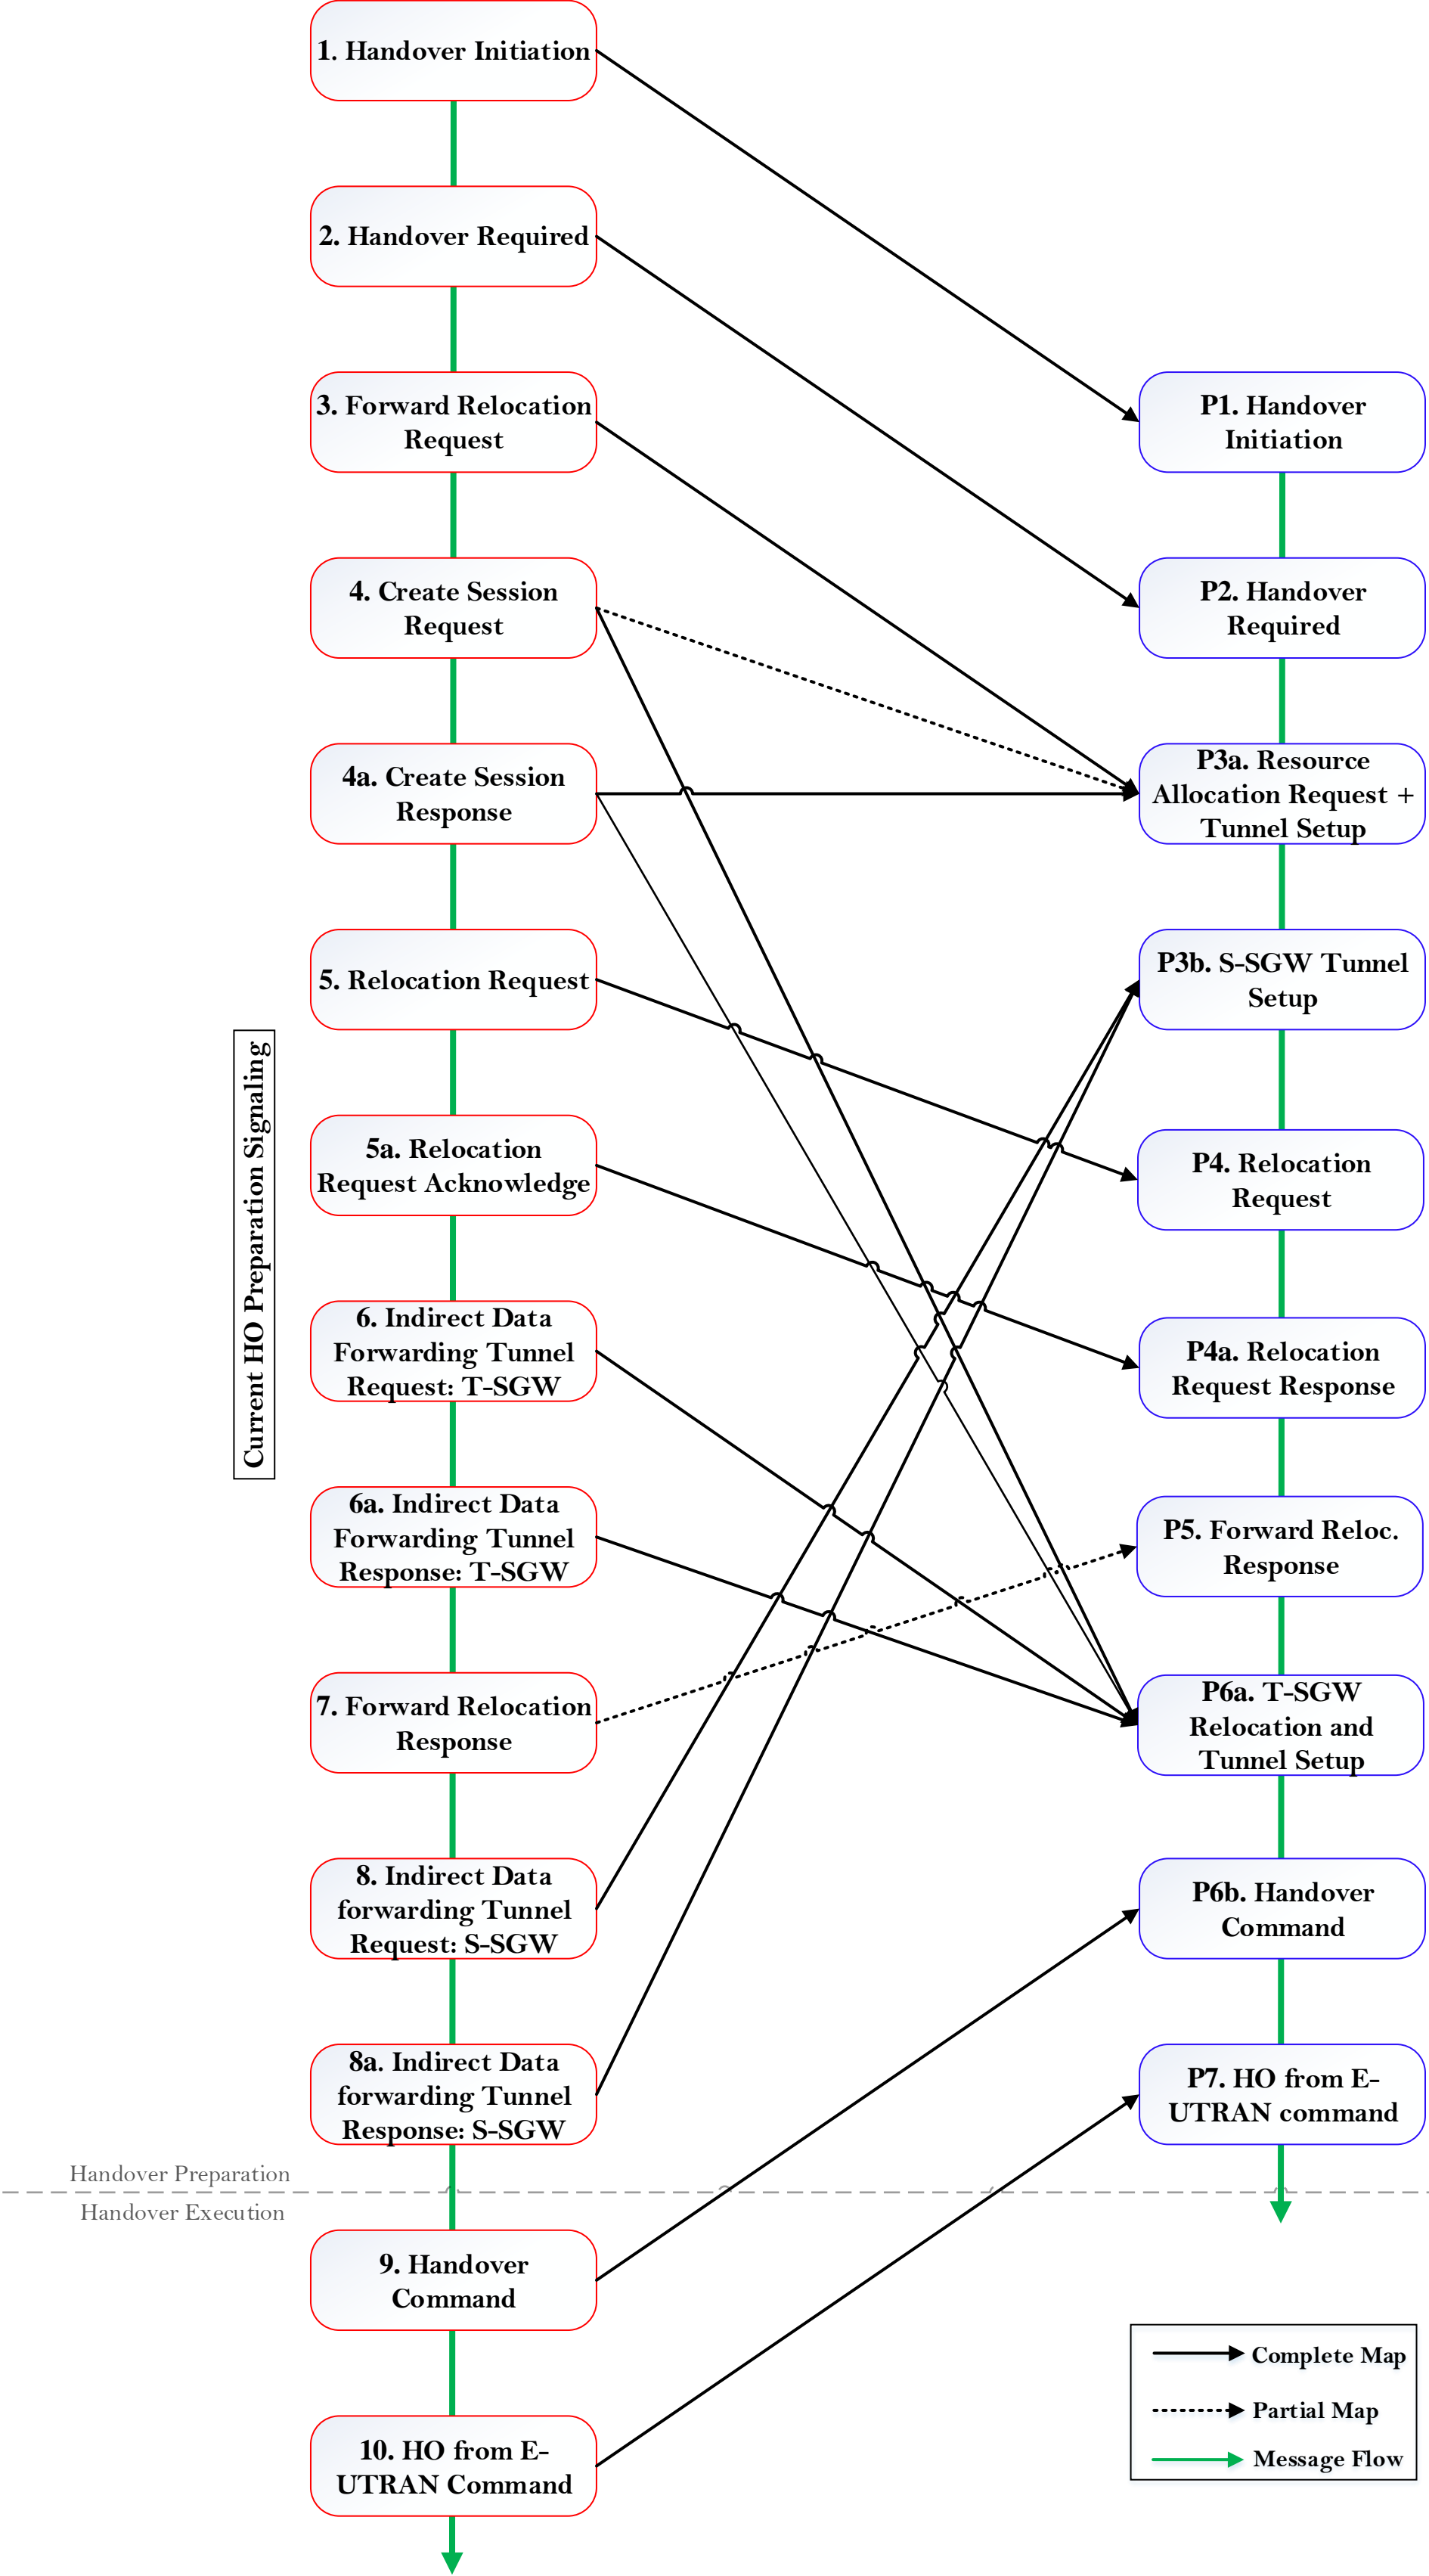 1. Handover Initiation
2. Handover Required
3. Forward Relocation
Request
4. Create Session
Request
4a. Create Session
Response
5. Relocation Request
5a. Relocation
Request Acknowledge
6. Indirect Data
Forwarding Tunnel
Request: T-SGW
6a. Indirect Data
Forwarding Tunnel
Response: T-SGW
7. Forward Relocation
Response
8. Indirect Data
forwarding Tunnel
Request: S-SGW
8a. Indirect Data
forwarding Tunnel
Response: S-SGW
9. Handover
Command
10. HO from E-
UTRAN Command
Current HO Preparation Signaling
Handover Preparation
Handover Execution
P1. Handover
Initiation
P2. Handover
Required
P3a. Resource
Allocation Request +
Tunnel Setup
P3b. S-SGW Tunnel
Setup
P4. Relocation
Request
P4a. Relocation
Request Response
P5. Forward Reloc.
Response
P6a. T-SGW
Relocation and
Tunnel Setup
P6b. Handover
Command
P7. HO from E-
UTRAN command
Complete Map
Partial Map
Message Flow